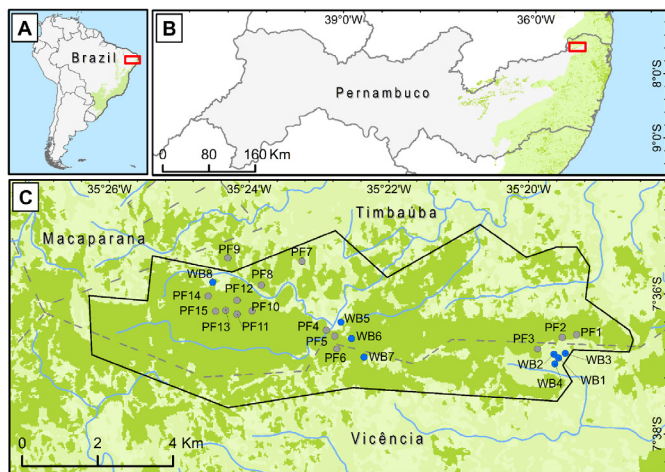 A
Brazil
B
39°0'W 36°0'W
8°0'S
9°0'S
Pernambuco
0 80 160 Km
35°26'W 35°24'W 35°22'W 35°20'W
C
Timbaúba
Macaparana
PF9
PF7
WB8
PF8
7°36'S
PF14
PF12
PF15
PF10
PF13
PF11
WB5
PF4
WB6
PF5
PF6
WB7
PF2
PF1
PF3
WB2
WB3
WB4
WB1
0 2 4 Km
Vicência
7°38'S